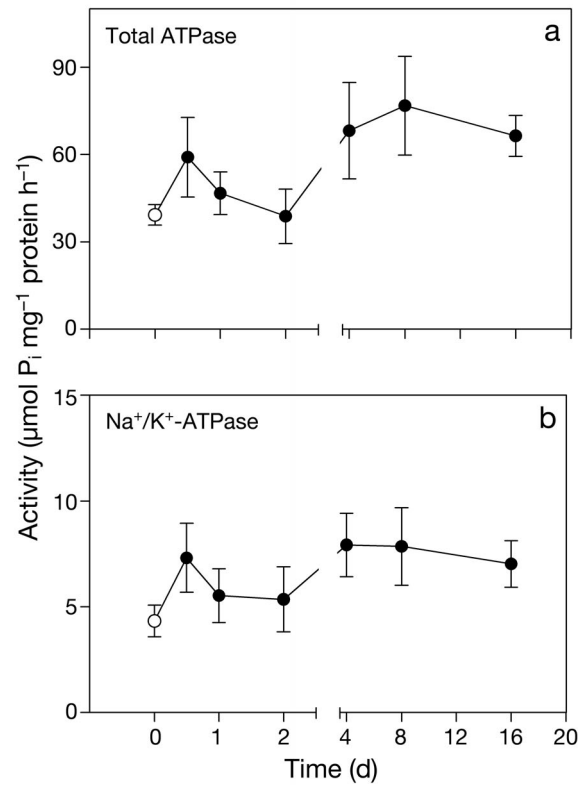 Total ATPase
a
90
60
30
0
Activity (μmol Pᵢ mg⁻¹ protein h⁻¹)
15
Na⁺/K⁺-ATPase
b
10
5
0
0 1 2 4 8 12 16 20
Time (d)